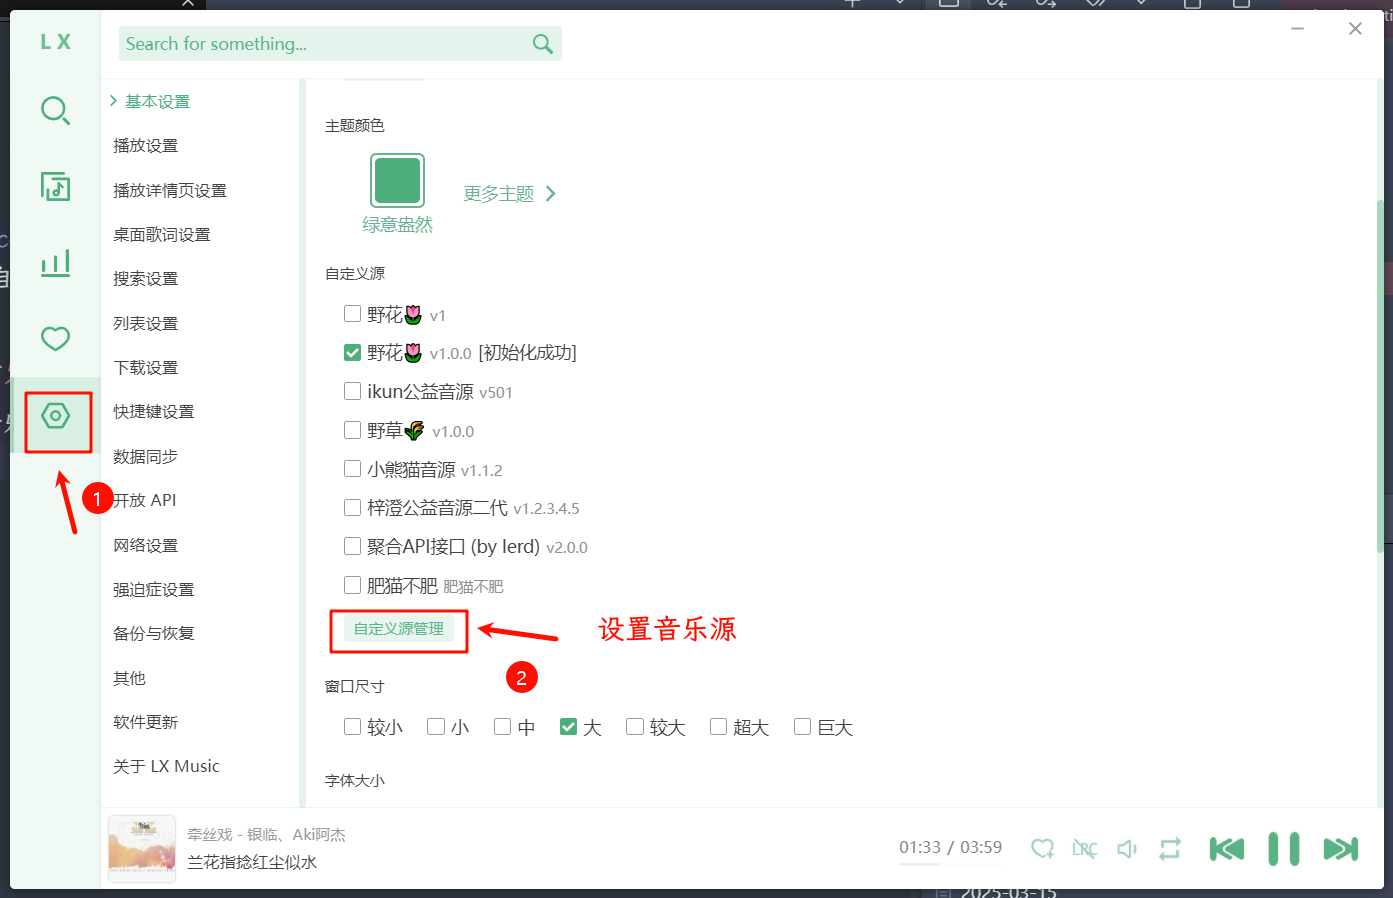 LX
Search for something...
基本设置
播放设置
播放详情页设置
桌面歌词设置
搜索设置
列表设置
下载设置
快捷键设置
数据同步
1
开放 API
网络设置
强迫症设置
备份与恢复
其他
软件更新
关于 LX Music
主题颜色
绿意盎然
更多主题
自定义源
野花 v1
野花 v1.0.0 [初始化成功]
ikun公益音源 v501
野草 v1.0.0
小熊猫音源 v1.1.2
梓澄公益音源二代 v1.2.3.4.5
聚合API接口 (by lerd) v2.0.0
肥猫不肥 肥猫不肥
自定义源管理
设置音乐源
2
窗口尺寸
较小 小 中 大 较大 超大 巨大
字体大小
牵丝戏 - 银临、Aki阿杰
兰花指捻红尘似水
01:33 / 03:59
LRC
2025-03-15